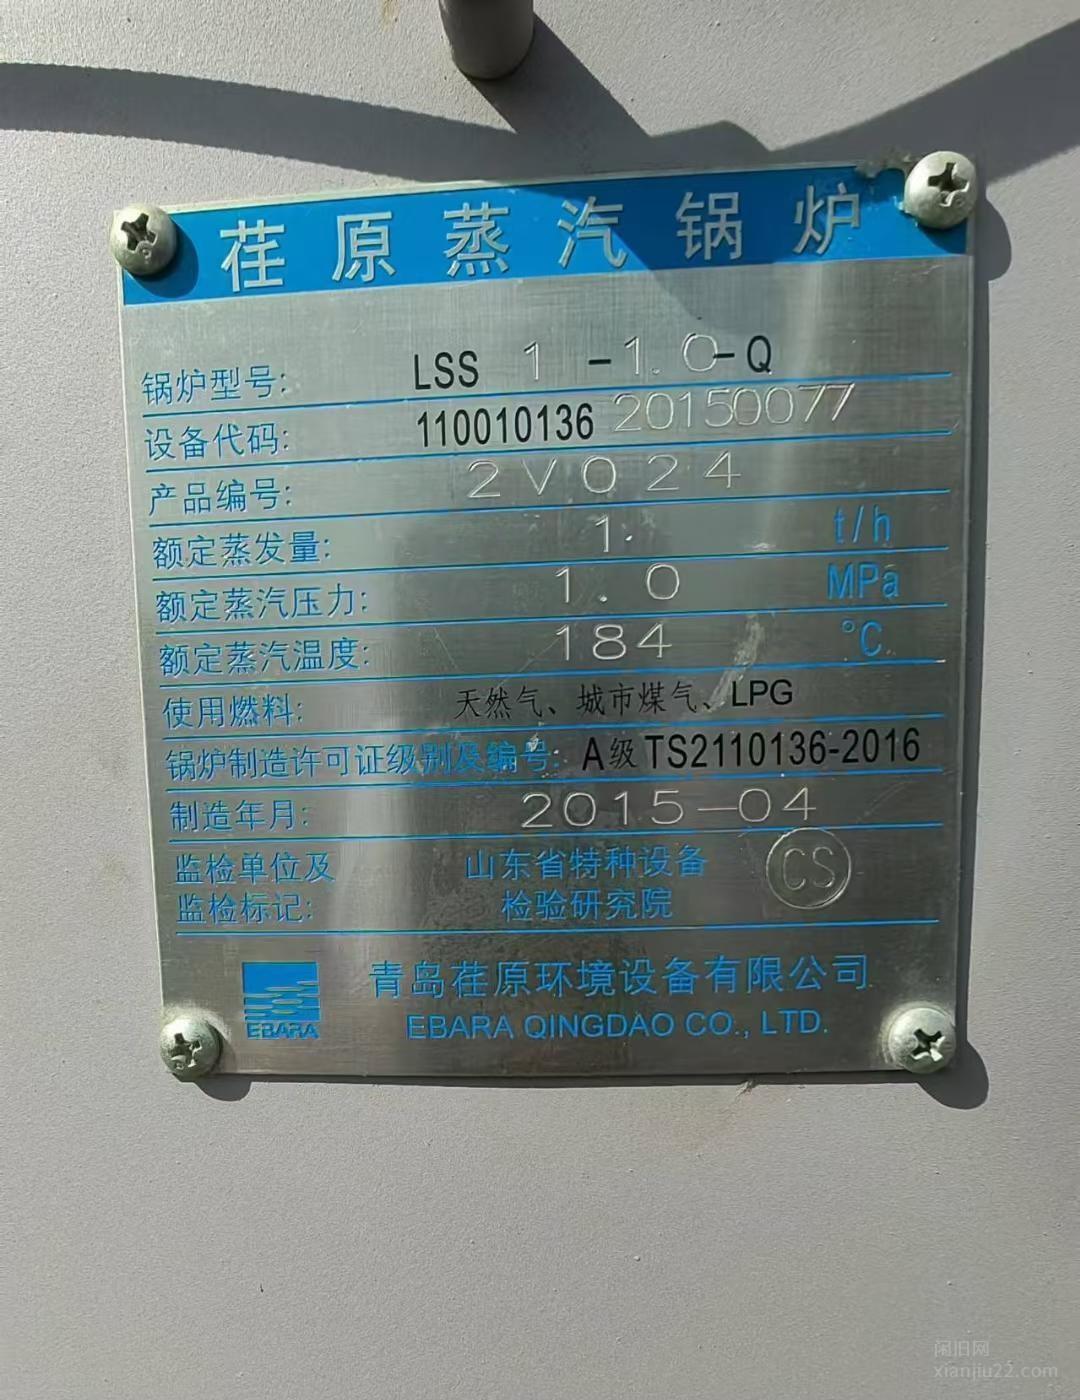 荏原蒸汽锅炉
锅炉型号: LSS 1 -1.0-Q
设备代码: 110010136 20150077
产品编号: 2V024
额定蒸发量: 1. t/h
额定蒸汽压力: 1.0 MPa
额定蒸汽温度: 184 °C
使用燃料: 天然气、城市煤气、LPG
锅炉制造许可证级别及编号: A级 TS2110136-2016
制造年月: 2015-04
监检单位及 山东省特种设备 CS
监检标记: 检验研究院
青岛荏原环境设备有限公司
EBARA EBARA QINGDAO CO., LTD.
闲旧网
xianjiu22.com